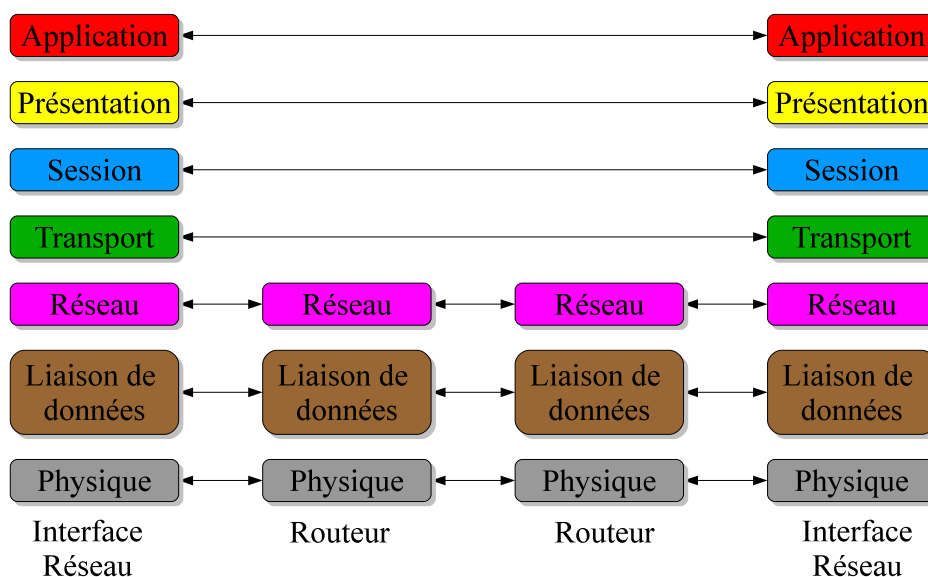 Application Application
Présentation Présentation
Session Session
Transport Transport
Réseau Réseau Réseau Réseau
Liaison de Liaison de Liaison de Liaison de
données données données données
Physique Physique Physique Physique
Interface Routeur Routeur Interface
Réseau Réseau